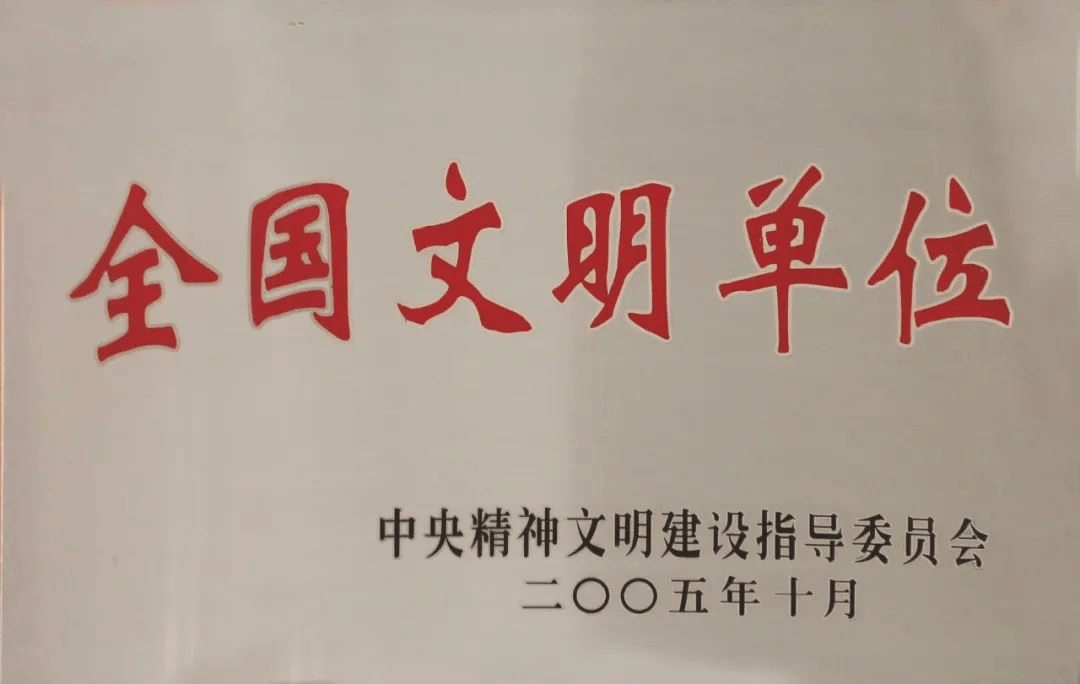 全国文明单位
中央精神文明建设指导委员会
二〇〇五年十月